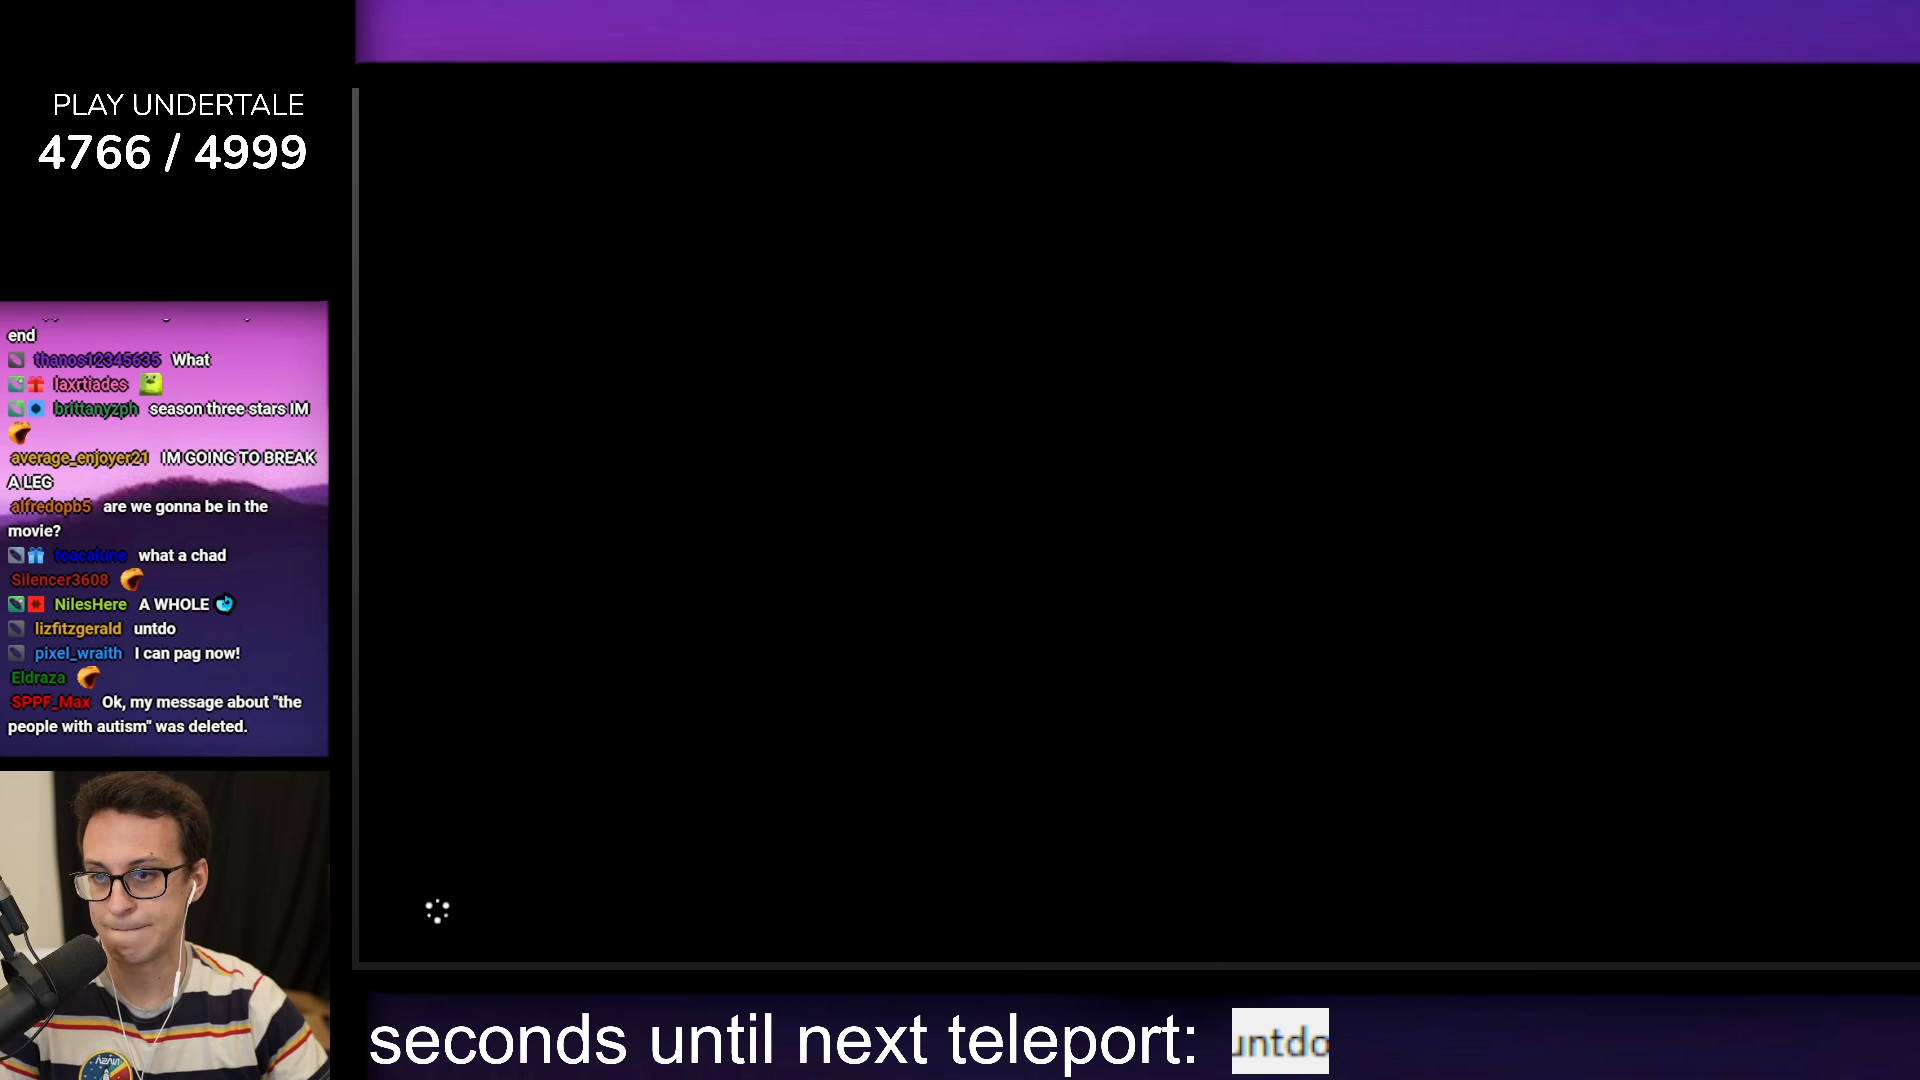 PLAY UNDERTALE
4766 / 4999
end
thanos12345635 What
laxrtiades
brittanyzph season three stars IM
average_enjoyer21 IM GOING TO BREAK
A LEG
alfredopb5 are we gonna be in the
movie?
toacalune what a chad
Silencer3608
NilesHere A WHOLE
lizfitzgerald untdo
pixel_wraith I can pag now!
Eldraza
SPPF_Max Ok, my message about "the
people with autism" was deleted.
seconds until next teleport: untdo